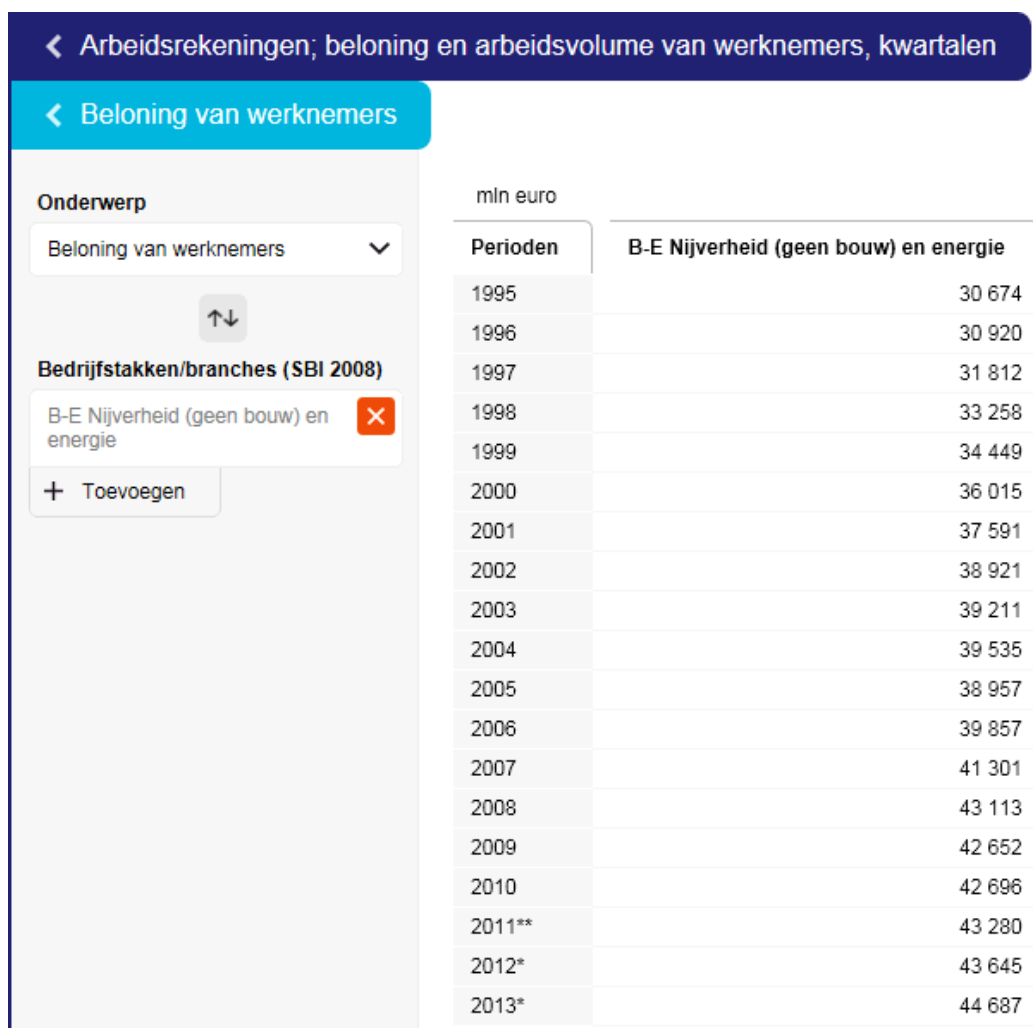 Arbeidsrekeningen; beloning en arbeidsvolume van werknemers, kwartalen
Beloning van werknemers
Onderwerp
Beloning van werknemers
Bedrijfstakken/branches (SBI 2008)
B-E Nijverheid (geen bouw) en
energie
+ Toevoegen
mln euro
Perioden B-E Nijverheid (geen bouw) en energie
1995 30 674
1996 30 920
1997 31 812
1998 33 258
1999 34 449
2000 36 015
2001 37 591
2002 38 921
2003 39 211
2004 39 535
2005 38 957
2006 39 857
2007 41 301
2008 43 113
2009 42 652
2010 42 696
2011** 43 280
2012* 43 645
2013* 44 687